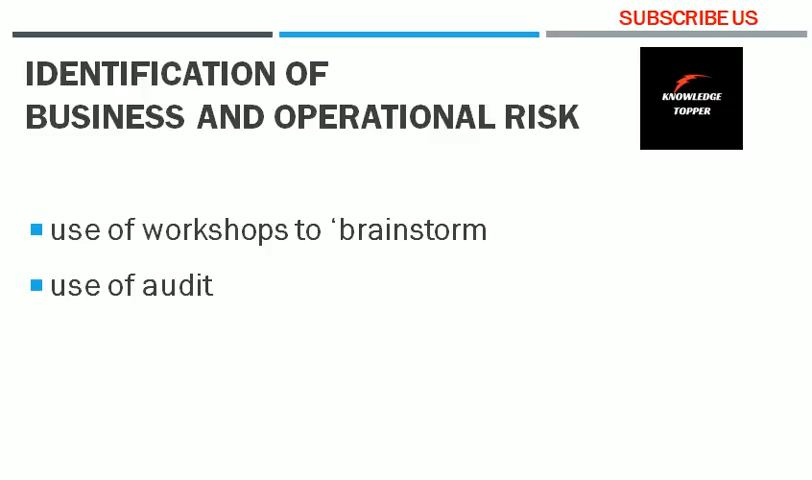 SUBSCRIBE US
IDENTIFICATION OF
BUSINESS AND OPERATIONAL RISK
KNOWLEDGE
TOPPER
use of workshops to ‘brainstorm
use of audit